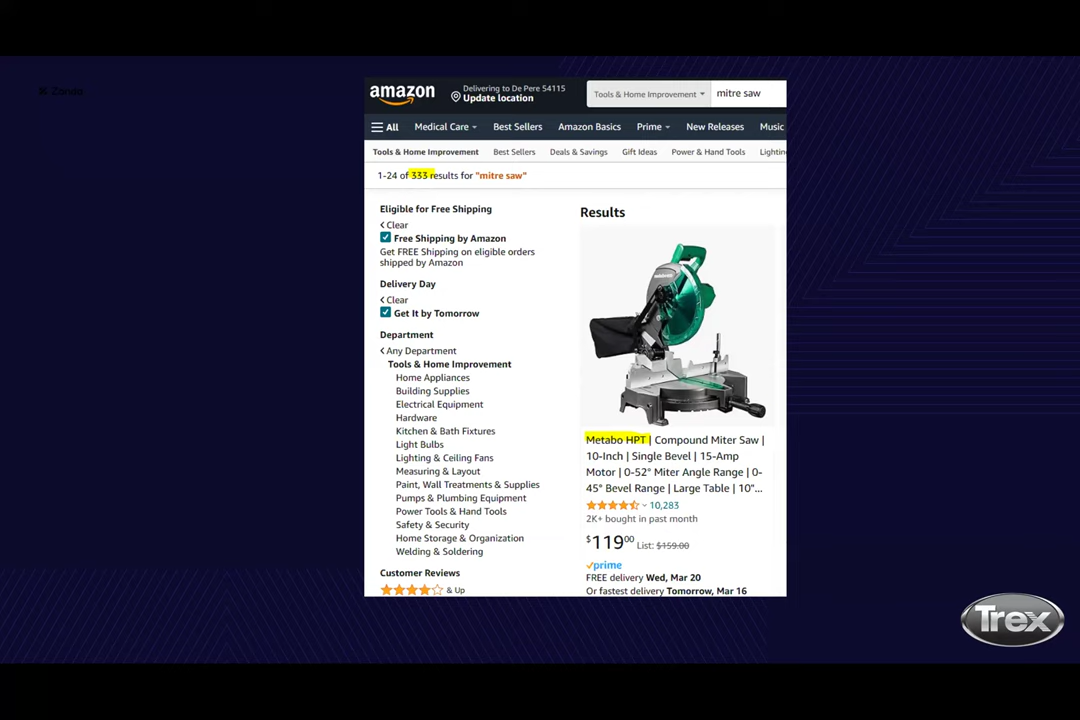 Zonda
amazon
Delivering to De Pere 54115
Update location
Tools & Home Improvement
mitre saw
All
Medical Care
Best Sellers
Amazon Basics
Prime
New Releases
Music
Tools & Home Improvement
Best Sellers
Deals & Savings
Gift Ideas
Power & Hand Tools
Lightin
1-24 of 333 results for "mitre saw"
Eligible for Free Shipping
Clear
Free Shipping by Amazon
Get FREE Shipping on eligible orders
shipped by Amazon
Delivery Day
Clear
Get It by Tomorrow
Department
Any Department
Tools & Home Improvement
Home Appliances
Building Supplies
Electrical Equipment
Hardware
Kitchen & Bath Fixtures
Light Bulbs
Lighting & Ceiling Fans
Measuring & Layout
Paint, Wall Treatments & Supplies
Pumps & Plumbing Equipment
Power Tools & Hand Tools
Safety & Security
Home Storage & Organization
Welding & Soldering
Customer Reviews
& Up
Results
Metabo HPT | Compound Miter Saw |
10-Inch | Single Bevel | 15-Amp
Motor | 0-52° Miter Angle Range | 0-
45° Bevel Range | Large Table | 10"...
10,283
2K+ bought in past month
$119.00 List: $159.00
prime
FREE delivery Wed, Mar 20
Or fastest delivery Tomorrow, Mar 16
Trex